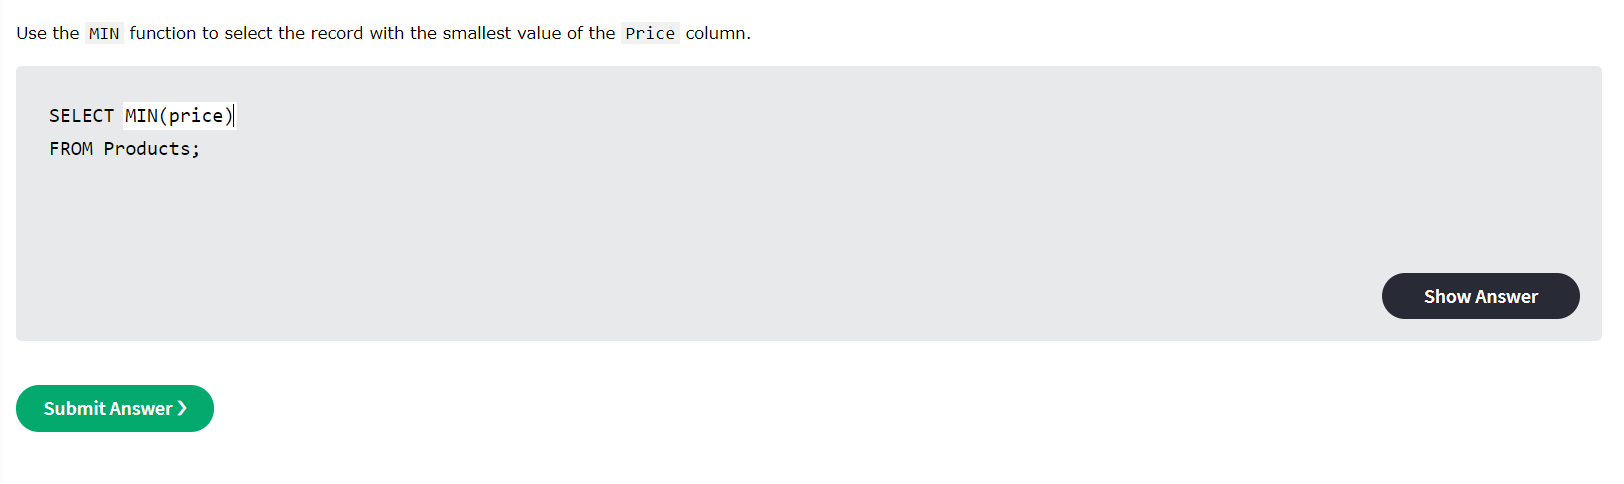 Use the MIN function to select the record with the smallest value of the Price column.
SELECT MIN(price)
FROM Products;
Show Answer
Submit Answer ❯